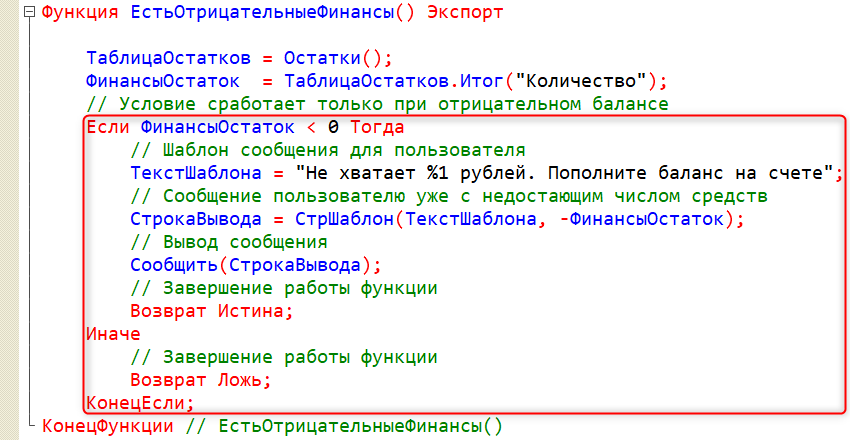 Функция ЕстьОтрицательныеФинансы() Экспорт
ТаблицаОстатков = Остатки();
ФинансыОстаток  = ТаблицаОстатков.Итог("Количество");
// Условие сработает только при отрицательном балансе
Если ФинансыОстаток < 0 Тогда
// Шаблон сообщения для пользователя
ТекстШаблона = "Не хватает %1 рублей. Пополните баланс на счете";
// Сообщение пользователю уже с недостающим числом средств
СтрокаВывода = СтрШаблон(ТекстШаблона, -ФинансыОстаток);
// Вывод сообщения
Сообщить(СтрокаВывода);
// Завершение работы функции
Возврат Истина;
Иначе
// Завершение работы функции
Возврат Ложь;
КонецЕсли;
КонецФункции // ЕстьОтрицательныеФинансы()